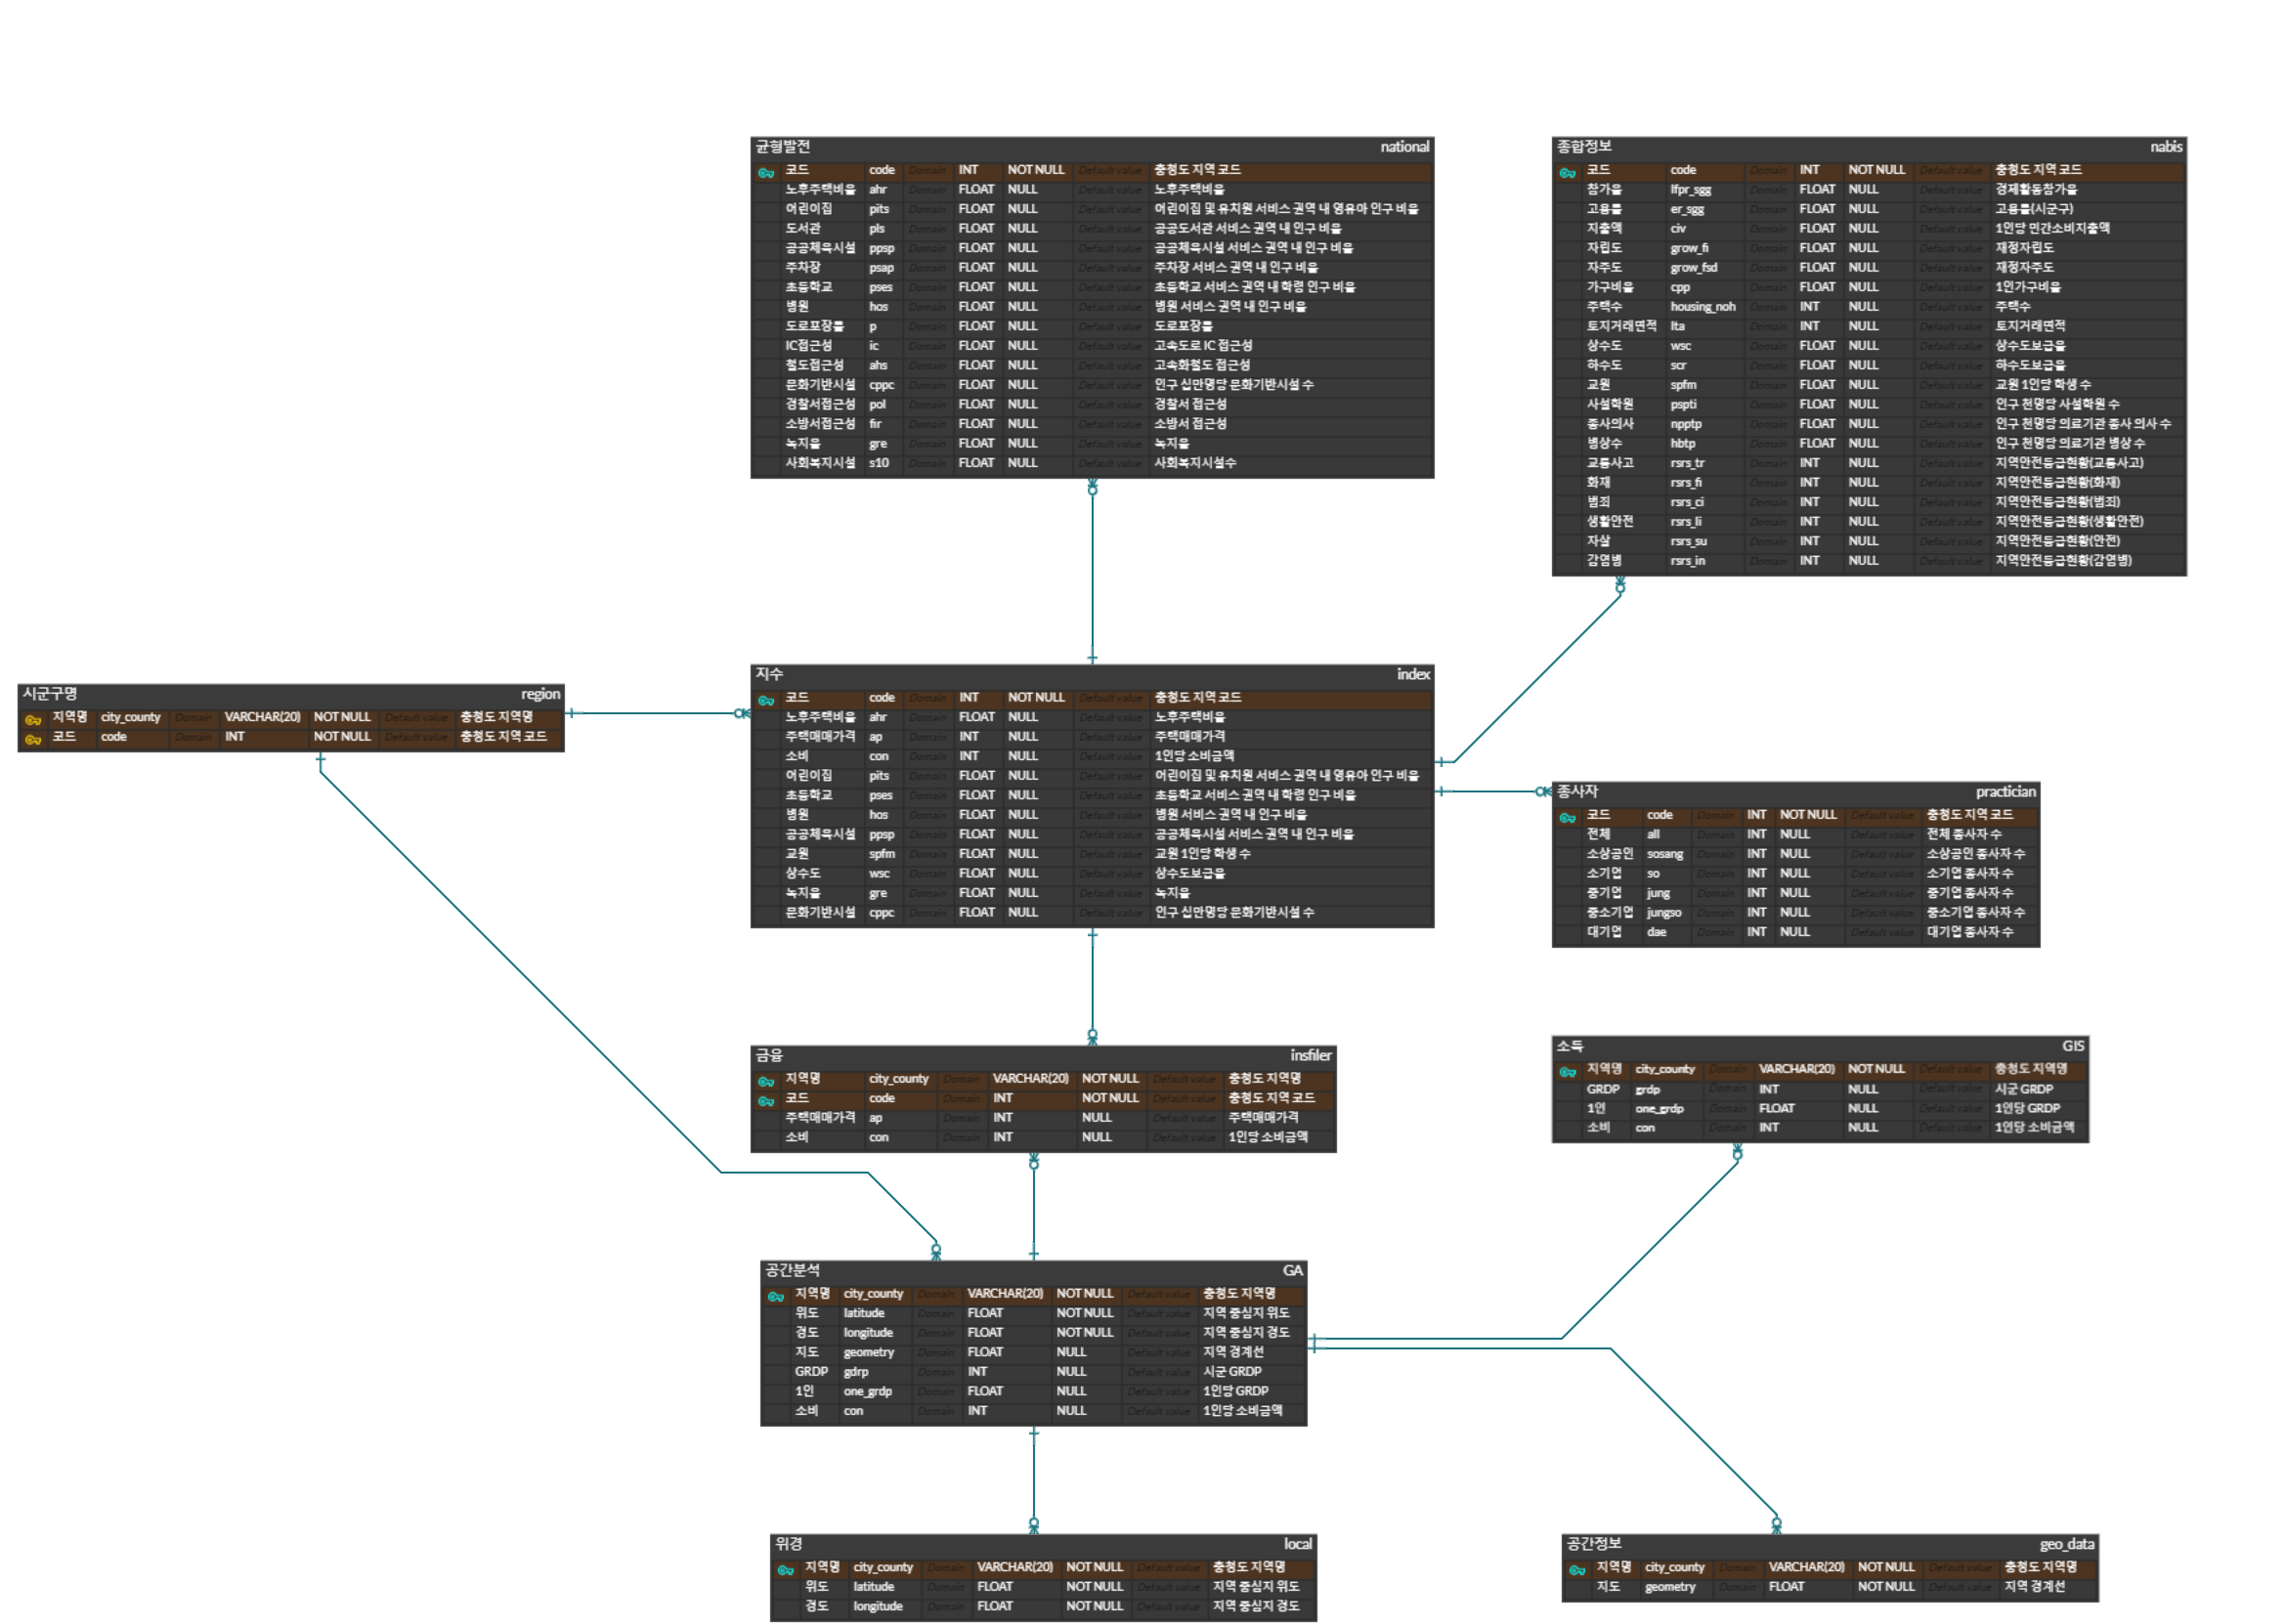 균형발전 national
코드 code Domain INT NOT NULL Default value 충청도 지역 코드
노후주택비율 ahr Domain FLOAT NULL Default value 노후주택비율
어린이집 pits Domain FLOAT NULL Default value 어린이집 및 유치원 서비스 권역 내 영유아 인구 비율
도서관 pls Domain FLOAT NULL Default value 공공도서관 서비스 권역 내 인구 비율
공공체육시설 ppsp Domain FLOAT NULL Default value 공공체육시설 서비스 권역 내 인구 비율
주차장 psap Domain FLOAT NULL Default value 주차장 서비스 권역 내 인구 비율
초등학교 pses Domain FLOAT NULL Default value 초등학교 서비스 권역 내 학령 인구 비율
병원 hos Domain FLOAT NULL Default value 병원 서비스 권역 내 인구 비율
도로포장률 p Domain FLOAT NULL Default value 도로포장률
IC접근성 ic Domain FLOAT NULL Default value 고속도로 IC 접근성
철도접근성 ahs Domain FLOAT NULL Default value 고속화철도 접근성
문화기반시설 cppc Domain FLOAT NULL Default value 인구 십만명당 문화기반시설 수
경찰서접근성 pol Domain FLOAT NULL Default value 경찰서 접근성
소방서접근성 fir Domain FLOAT NULL Default value 소방서 접근성
녹지율 gre Domain FLOAT NULL Default value 녹지율
사회복지시설 s10 Domain FLOAT NULL Default value 사회복지시설수
종합정보 nabis
코드 code Domain INT NOT NULL Default value 충청도 지역 코드
참가율 lfpr_sgg Domain FLOAT NULL Default value 경제활동참가율
고용률 er_sgg Domain FLOAT NULL Default value 고용률(시군구)
지출액 civ Domain FLOAT NULL Default value 1인당 민간소비지출액
자립도 grow_fi Domain FLOAT NULL Default value 재정자립도
자주도 grow_fsd Domain FLOAT NULL Default value 재정자주도
가구비율 cpp Domain FLOAT NULL Default value 1인가구비율
주택수 housing_noh Domain INT NULL Default value 주택수
토지거래면적 lta Domain INT NULL Default value 토지거래면적
상수도 wsc Domain FLOAT NULL Default value 상수도보급율
하수도 scr Domain FLOAT NULL Default value 하수도보급율
교원 spfm Domain FLOAT NULL Default value 교원 1인당 학생 수
사설학원 pspti Domain FLOAT NULL Default value 인구 천명당 사설학원 수
종사의사 npptp Domain FLOAT NULL Default value 인구 천명당 의료기관 종사 의사 수
병상수 hbtp Domain FLOAT NULL Default value 인구 천명당 의료기관 병상 수
교통사고 rsrs_tr Domain INT NULL Default value 지역안전등급현황(교통사고)
화재 rsrs_fi Domain INT NULL Default value 지역안전등급현황(화재)
범죄 rsrs_ci Domain INT NULL Default value 지역안전등급현황(범죄)
생활안전 rsrs_li Domain INT NULL Default value 지역안전등급현황(생활안전)
자살 rsrs_su Domain INT NULL Default value 지역안전등급현황(안전)
감염병 rsrs_in Domain INT NULL Default value 지역안전등급현황(감염병)
시군구명 region
지역명 city_county Domain VARCHAR(20) NOT NULL Default value 충청도 지역명
코드 code Domain INT NOT NULL Default value 충청도 지역 코드
지수 index
코드 code Domain INT NOT NULL Default value 충청도 지역 코드
노후주택비율 ahr Domain FLOAT NULL Default value 노후주택비율
주택매매가격 ap Domain INT NULL Default value 주택매매가격
소비 con Domain INT NULL Default value 1인당 소비금액
어린이집 pits Domain FLOAT NULL Default value 어린이집 및 유치원 서비스 권역 내 영유아 인구 비율
초등학교 pses Domain FLOAT NULL Default value 초등학교 서비스 권역 내 학령 인구 비율
병원 hos Domain FLOAT NULL Default value 병원 서비스 권역 내 인구 비율
공공체육시설 ppsp Domain FLOAT NULL Default value 공공체육시설 서비스 권역 내 인구 비율
교원 spfm Domain FLOAT NULL Default value 교원 1인당 학생 수
상수도 wsc Domain FLOAT NULL Default value 상수도보급율
녹지율 gre Domain FLOAT NULL Default value 녹지율
문화기반시설 cppc Domain FLOAT NULL Default value 인구 십만명당 문화기반시설 수
종사자 practician
코드 code Domain INT NOT NULL Default value 충청도 지역 코드
전체 all Domain INT NULL Default value 전체 종사자 수
소상공인 sosang Domain INT NULL Default value 소상공인 종사자 수
소기업 so Domain INT NULL Default value 소기업 종사자 수
중기업 jung Domain INT NULL Default value 중기업 종사자 수
중소기업 jungso Domain INT NULL Default value 중소기업 종사자 수
대기업 dae Domain INT NULL Default value 대기업 종사자 수
금융 insfiler
지역명 city_county Domain VARCHAR(20) NOT NULL Default value 충청도 지역명
코드 code Domain INT NOT NULL Default value 충청도 지역 코드
주택매매가격 ap Domain INT NULL Default value 주택매매가격
소비 con Domain INT NULL Default value 1인당 소비금액
소득 GIS
지역명 city_county Domain VARCHAR(20) NOT NULL Default value 충청도 지역명
GRDP grdp Domain INT NULL Default value 시군 GRDP
1인 one_grdp Domain FLOAT NULL Default value 1인당 GRDP
소비 con Domain INT NULL Default value 1인당 소비금액
공간분석 GA
지역명 city_county Domain VARCHAR(20) NOT NULL Default value 충청도 지역명
위도 latitude Domain FLOAT NOT NULL Default value 지역 중심지 위도
경도 longitude Domain FLOAT NOT NULL Default value 지역 중심지 경도
지도 geometry Domain FLOAT NULL Default value 지역 경계선
GRDP gdrp Domain INT NULL Default value 시군 GRDP
1인 one_grdp Domain FLOAT NULL Default value 1인당 GRDP
소비 con Domain INT NULL Default value 1인당 소비금액
위경 local
지역명 city_county Domain VARCHAR(20) NOT NULL Default value 충청도 지역명
위도 latitude Domain FLOAT NOT NULL Default value 지역 중심지 위도
경도 longitude Domain FLOAT NOT NULL Default value 지역 중심지 경도
공간정보 geo_data
지역명 city_county Domain VARCHAR(20) NOT NULL Default value 충청도 지역명
지도 geometry Domain FLOAT NOT NULL Default value 지역 경계선